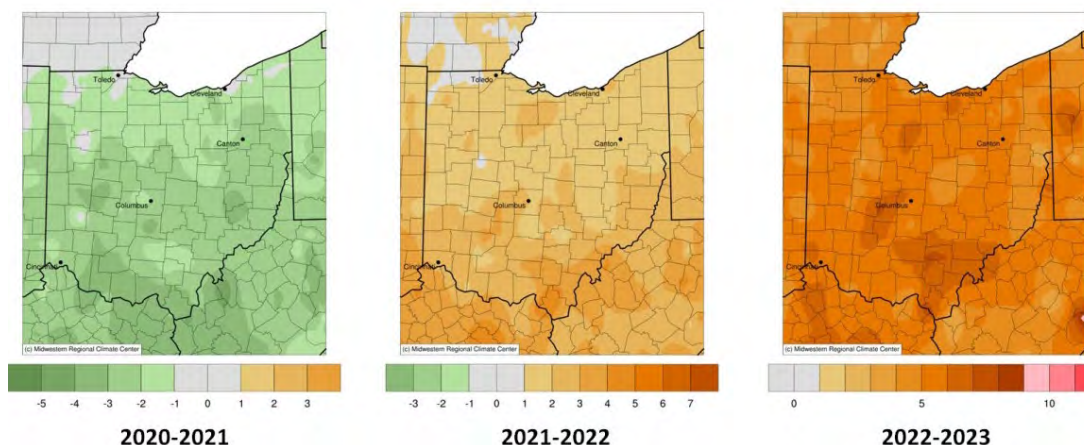 Toledo
Cleveland
Canton
Columbus
Cincinnati
(c) Midwestern Regional Climate Center
-5 -4 -3 -2 -1 0 1 2 3
2020-2021
Toledo
Cleveland
Canton
Columbus
Cincinnati
(c) Midwestern Regional Climate Center
-3 -2 -1 0 1 2 3 4 5 6 7
2021-2022
Toledo
Cleveland
Canton
Columbus
Cincinnati
(c) Midwestern Regional Climate Center
0 5 10
2022-2023